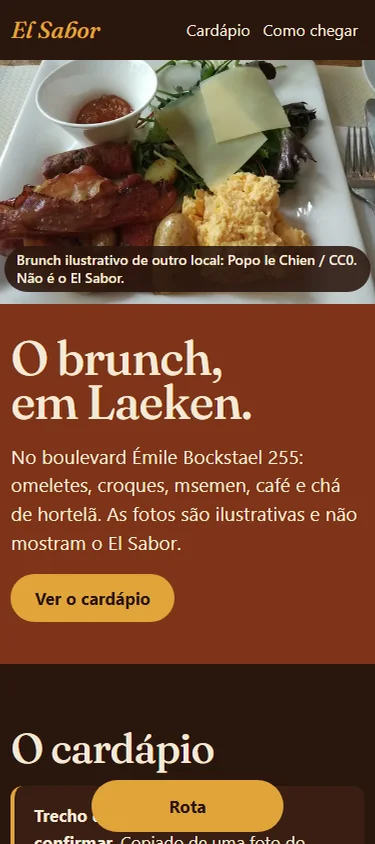 El Sabor
Cardápio Como chegar
Brunch ilustrativo de outro local: Popo le Chien / CC0.
Não é o El Sabor.
O brunch,
em Laeken.
No boulevard Émile Bockstael 255:
omeletes, croques, msemen, café e chá
de hortelã. As fotos são ilustrativas e não
mostram o El Sabor.
Ver o cardápio
O cardápio
Trecho
Rota
confirmar. Copiado de uma foto do